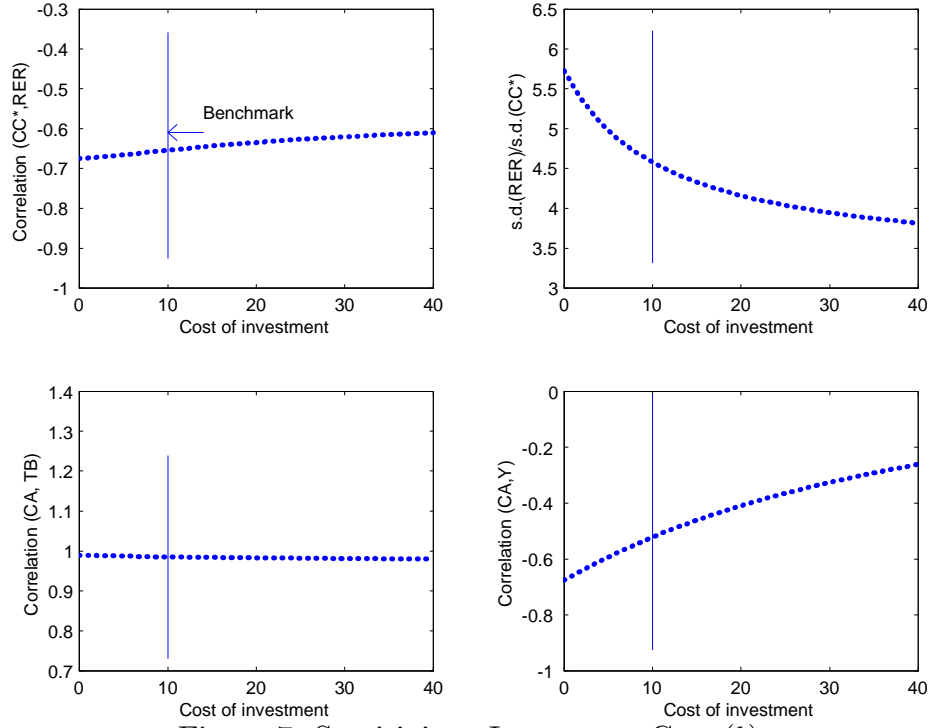 -0.3
-0.4
-0.5
-0.6
-0.7
-0.8
-0.9
-1
Correlation (CC*,RER)
Benchmark
0 10 20 30 40
Cost of investment
6.5
6
5.5
5
4.5
4
3.5
3
s.d.(RER)/s.d.(CC*)
0 10 20 30 40
Cost of investment
1.4
1.3
1.2
1.1
1
0.9
0.8
0.7
Correlation (CA, TB)
0 10 20 30 40
Cost of investment
0
-0.2
-0.4
-0.6
-0.8
-1
Correlation (CA,Y)
0 10 20 30 40
Cost of investment